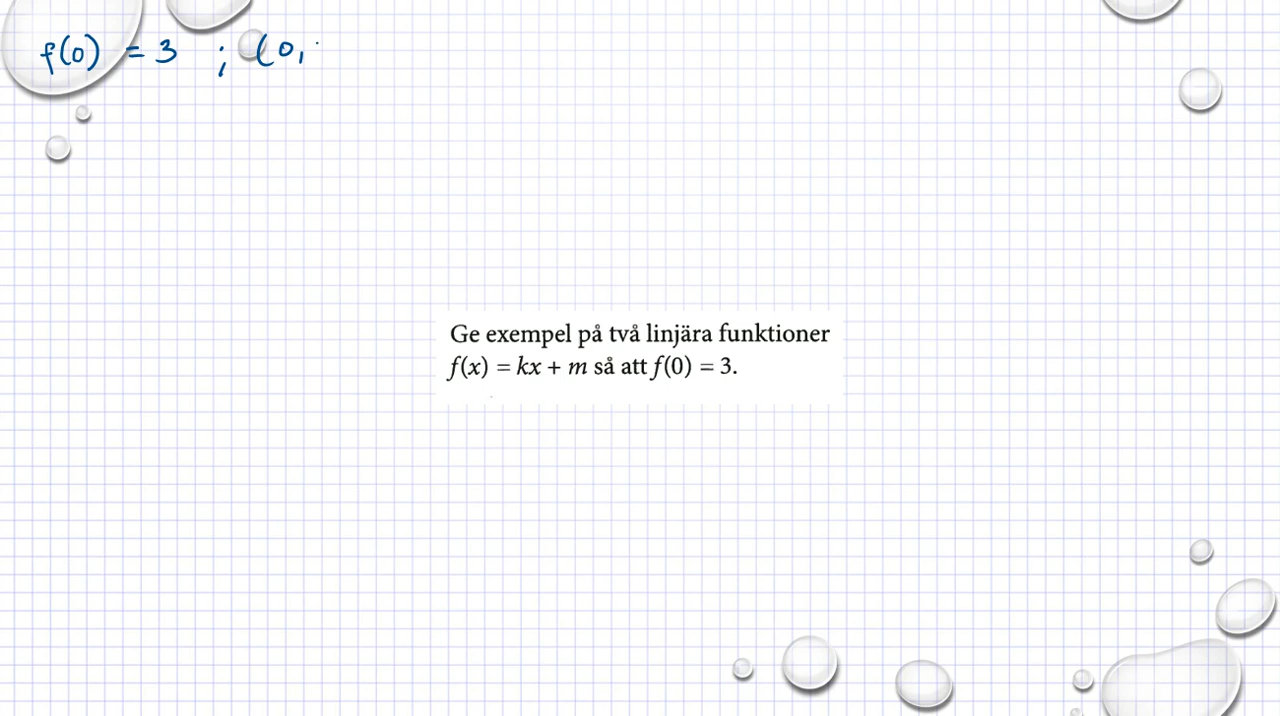 f(0) = 3 ; (0,
Ge exempel på två linjära funktioner
f(x) = kx + m så att f(0) = 3.